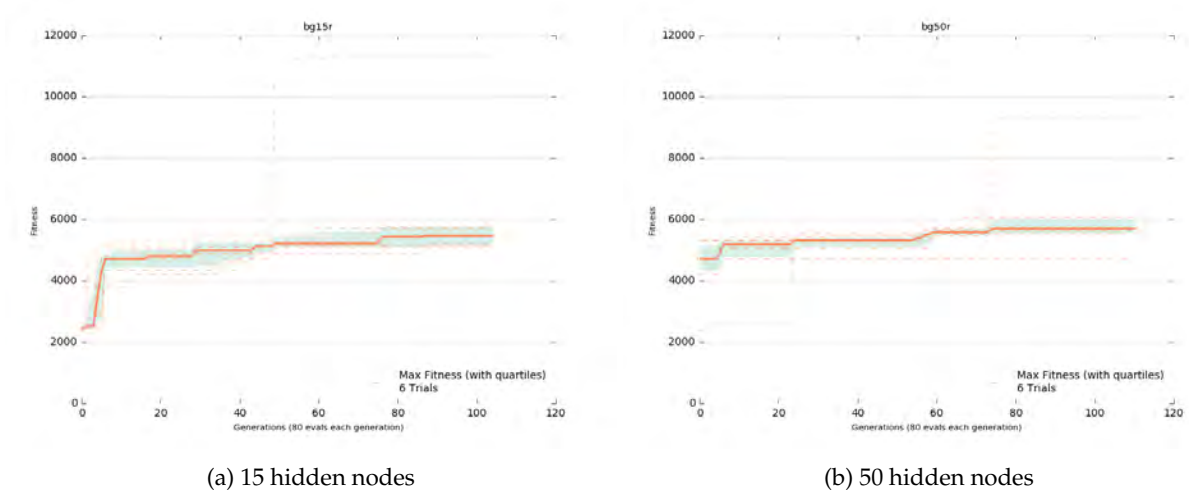 bg15r
12000
10000
8000
6000
4000
2000
0
Fitness
0 20 40 60 80 100 120
Generations (80 evals each generation)
Max Fitness (with quartiles)
6 Trials
(a) 15 hidden nodes
bg50r
12000
10000
8000
6000
4000
2000
0
Fitness
0 20 40 60 80 100 120
Generations (80 evals each generation)
Max Fitness (with quartiles)
6 Trials
(b) 50 hidden nodes